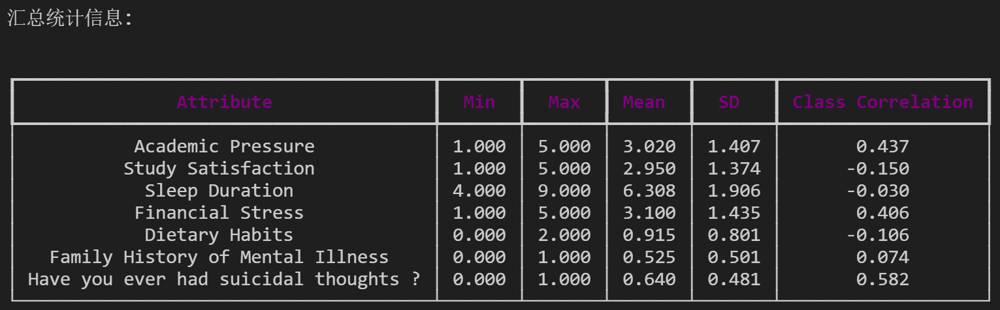 汇总统计信息:
Attribute Min Max Mean SD Class Correlation
Academic Pressure 1.000 5.000 3.020 1.407 0.437
Study Satisfaction 1.000 5.000 2.950 1.374 -0.150
Sleep Duration 4.000 9.000 6.308 1.906 -0.030
Financial Stress 1.000 5.000 3.100 1.435 0.406
Dietary Habits 0.000 2.000 0.915 0.801 -0.106
Family History of Mental Illness 0.000 1.000 0.525 0.501 0.074
Have you ever had suicidal thoughts ? 0.000 1.000 0.640 0.481 0.582